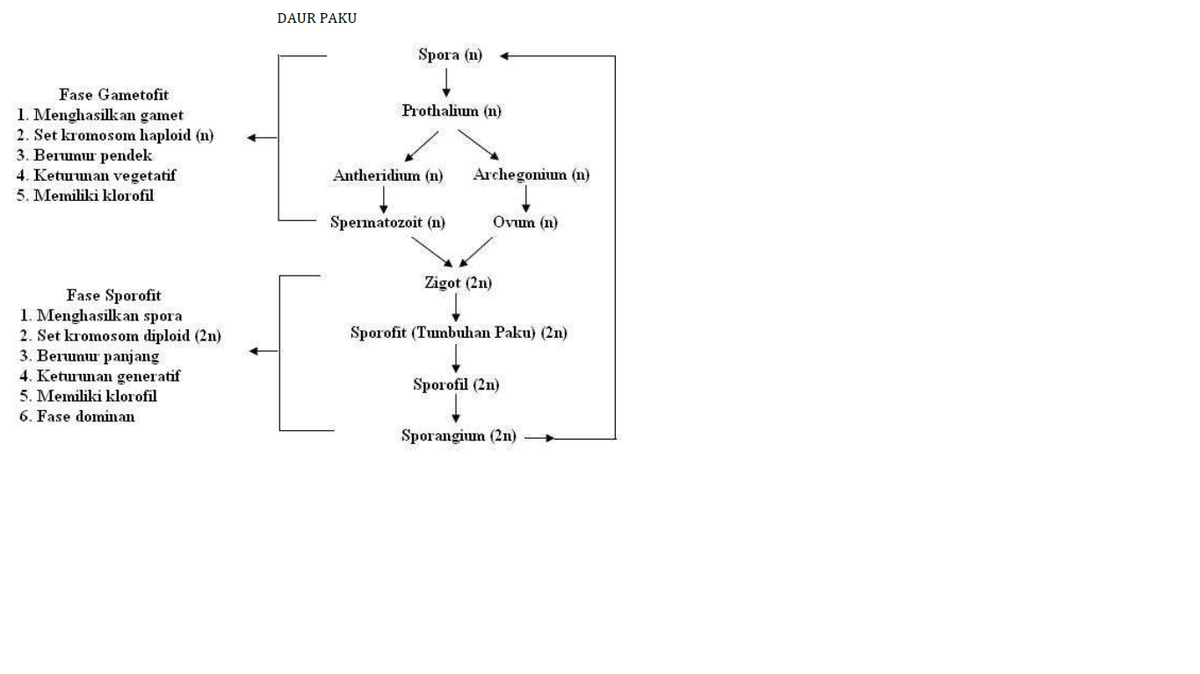 DAUR PAKU
Spora (n)
Prothalium (n)
Antheridium (n)
Archegonium (n)
Spermatozoit (n)
Ovum (n)
Zigot (2n)
Sporofit (Tumbuhan Paku) (2n)
Sporofil (2n)
Sporangium (2n)
Fase Gametofit
1. Menghasilkan gamet
2. Set kromosom haploid (n)
3. Berumur pendek
4. Keturunan vegetatif
5. Memiliki klorofil
Fase Sporofit
1. Menghasilkan spora
2. Set kromosom diploid (2n)
3. Berumur panjang
4. Keturunan generatif
5. Memiliki klorofil
6. Fase dominan